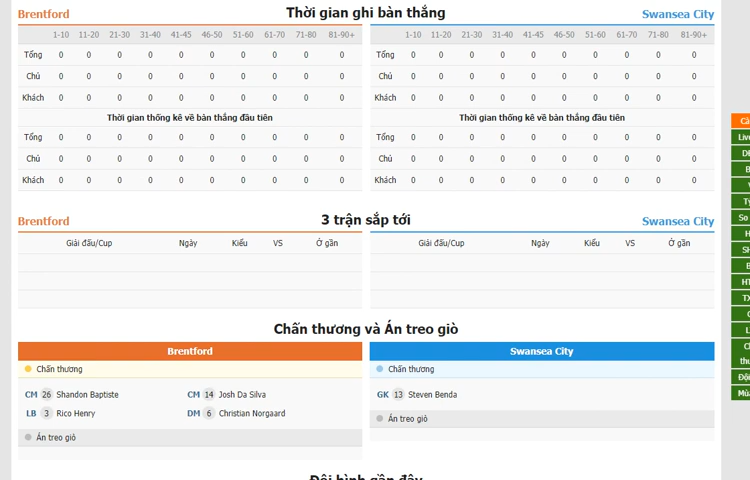 Brentford Thời gian ghi bàn thắng Swansea City
1-10 11-20 21-30 31-40 41-45 46-50 51-60 61-70 71-80 81-90+ 1-10 11-20 21-30 31-40 41-45 46-50 51-60 61-70 71-80 81-90+
Tổng 0 0 0 0 0 0 0 0 0 0 Tổng 0 0 0 0 0 0 0 0 0 0
Chủ 0 0 0 0 0 0 0 0 0 0 Chủ 0 0 0 0 0 0 0 0 0 0
Khách 0 0 0 0 0 0 0 0 0 0 Khách 0 0 0 0 0 0 0 0 0 0
Thời gian thống kê về bàn thắng đầu tiên Thời gian thống kê về bàn thắng đầu tiên
Tổng 0 0 0 0 0 0 0 0 0 0 Tổng 0 0 0 0 0 0 0 0 0 0
Chủ 0 0 0 0 0 0 0 0 0 0 Chủ 0 0 0 0 0 0 0 0 0 0
Khách 0 0 0 0 0 0 0 0 0 0 Khách 0 0 0 0 0 0 0 0 0 0
Brentford 3 trận sắp tới Swansea City
Giải đấu/Cup Ngày Kiểu VS Ở gần Giải đấu/Cup Ngày Kiểu VS Ở gần
Chấn thương và Án treo giò
Brentford Swansea City
Chấn thương Chấn thương
CM 26 Shandon Baptiste CM 14 Josh Da Silva GK 13 Steven Benda
LB 3 Rico Henry DM 6 Christian Norgaard
Án treo giò Án treo giò